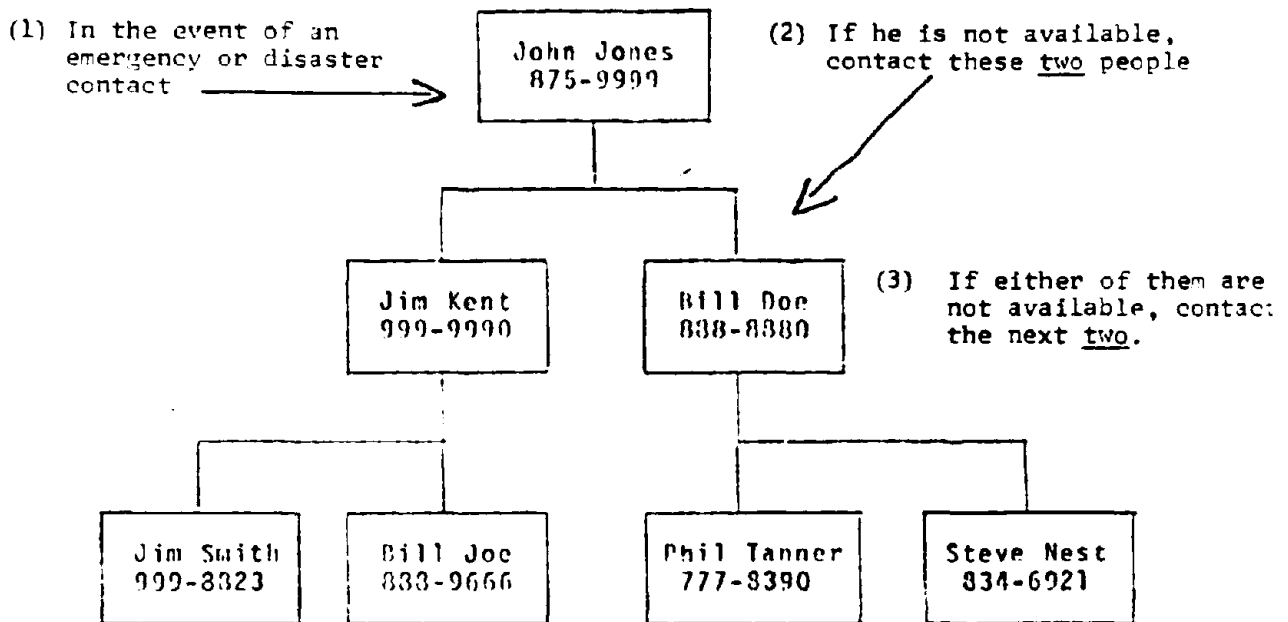 (1) In the event of an
emergency or disaster
contact
John Jones
875-9999
(2) If he is not available,
contact these two people
Jim Kent
999-9990
Bill Doe
888-8880
(3) If either of them are
not available, contact
the next two.
Jim Smith
999-8823
Bill Joe
888-9666
Phil Tanner
777-8390
Steve Nest
834-6921